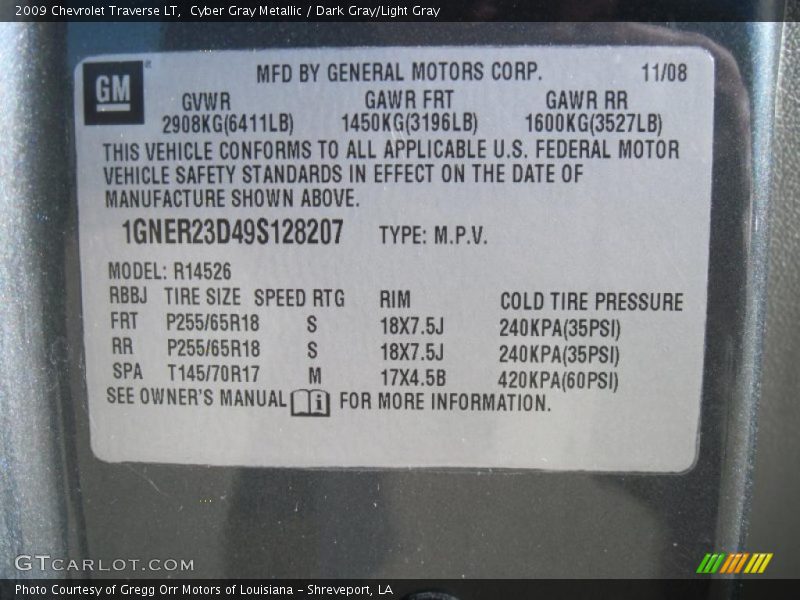 2009 Chevrolet Traverse LT, Cyber Gray Metallic / Dark Gray/Light Gray
GM
®
MFD BY GENERAL MOTORS CORP. 11/08
GVWR GAWR FRT GAWR RR
2908KG(6411LB) 1450KG(3196LB) 1600KG(3527LB)
THIS VEHICLE CONFORMS TO ALL APPLICABLE U.S. FEDERAL MOTOR
VEHICLE SAFETY STANDARDS IN EFFECT ON THE DATE OF
MANUFACTURE SHOWN ABOVE.
1GNER23D49S128207 TYPE: M.P.V.
MODEL: R14526
RBBJ TIRE SIZE SPEED RTG RIM COLD TIRE PRESSURE
FRT P255/65R18 S 18X7.5J 240KPA(35PSI)
RR P255/65R18 S 18X7.5J 240KPA(35PSI)
SPA T145/70R17 M 17X4.5B 420KPA(60PSI)
SEE OWNER'S MANUAL i FOR MORE INFORMATION.
GTCARLOT.COM
Photo Courtesy of Gregg Orr Motors of Louisiana - Shreveport, LA